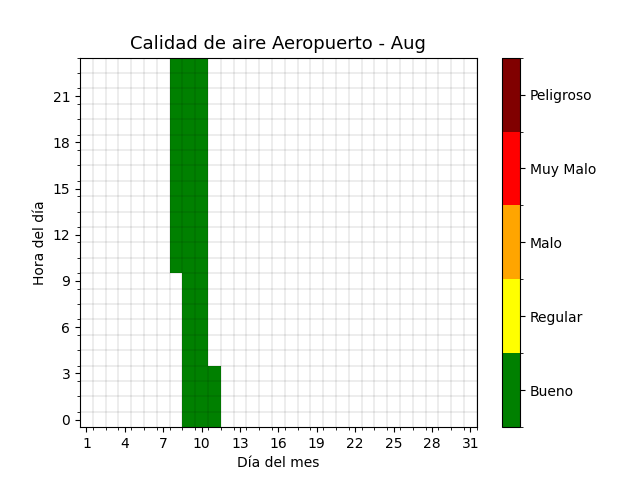 Calidad de aire Aeropuerto - Aug
Hora del día
21
18
15
12
9
6
3
0
1 4 7 10 13 16 19 22 25 28 31
Día del mes
Peligroso
Muy Malo
Malo
Regular
Bueno